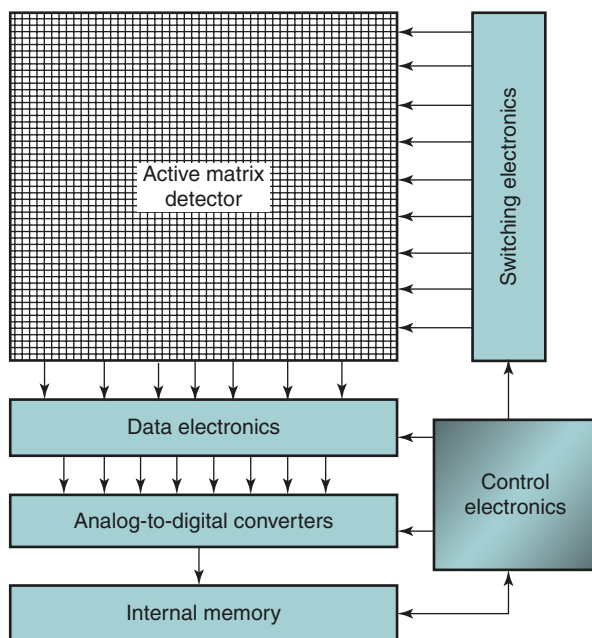 Active matrix
detector
Switching electronics
Data electronics
Control
electronics
Analog-to-digital converters
Internal memory